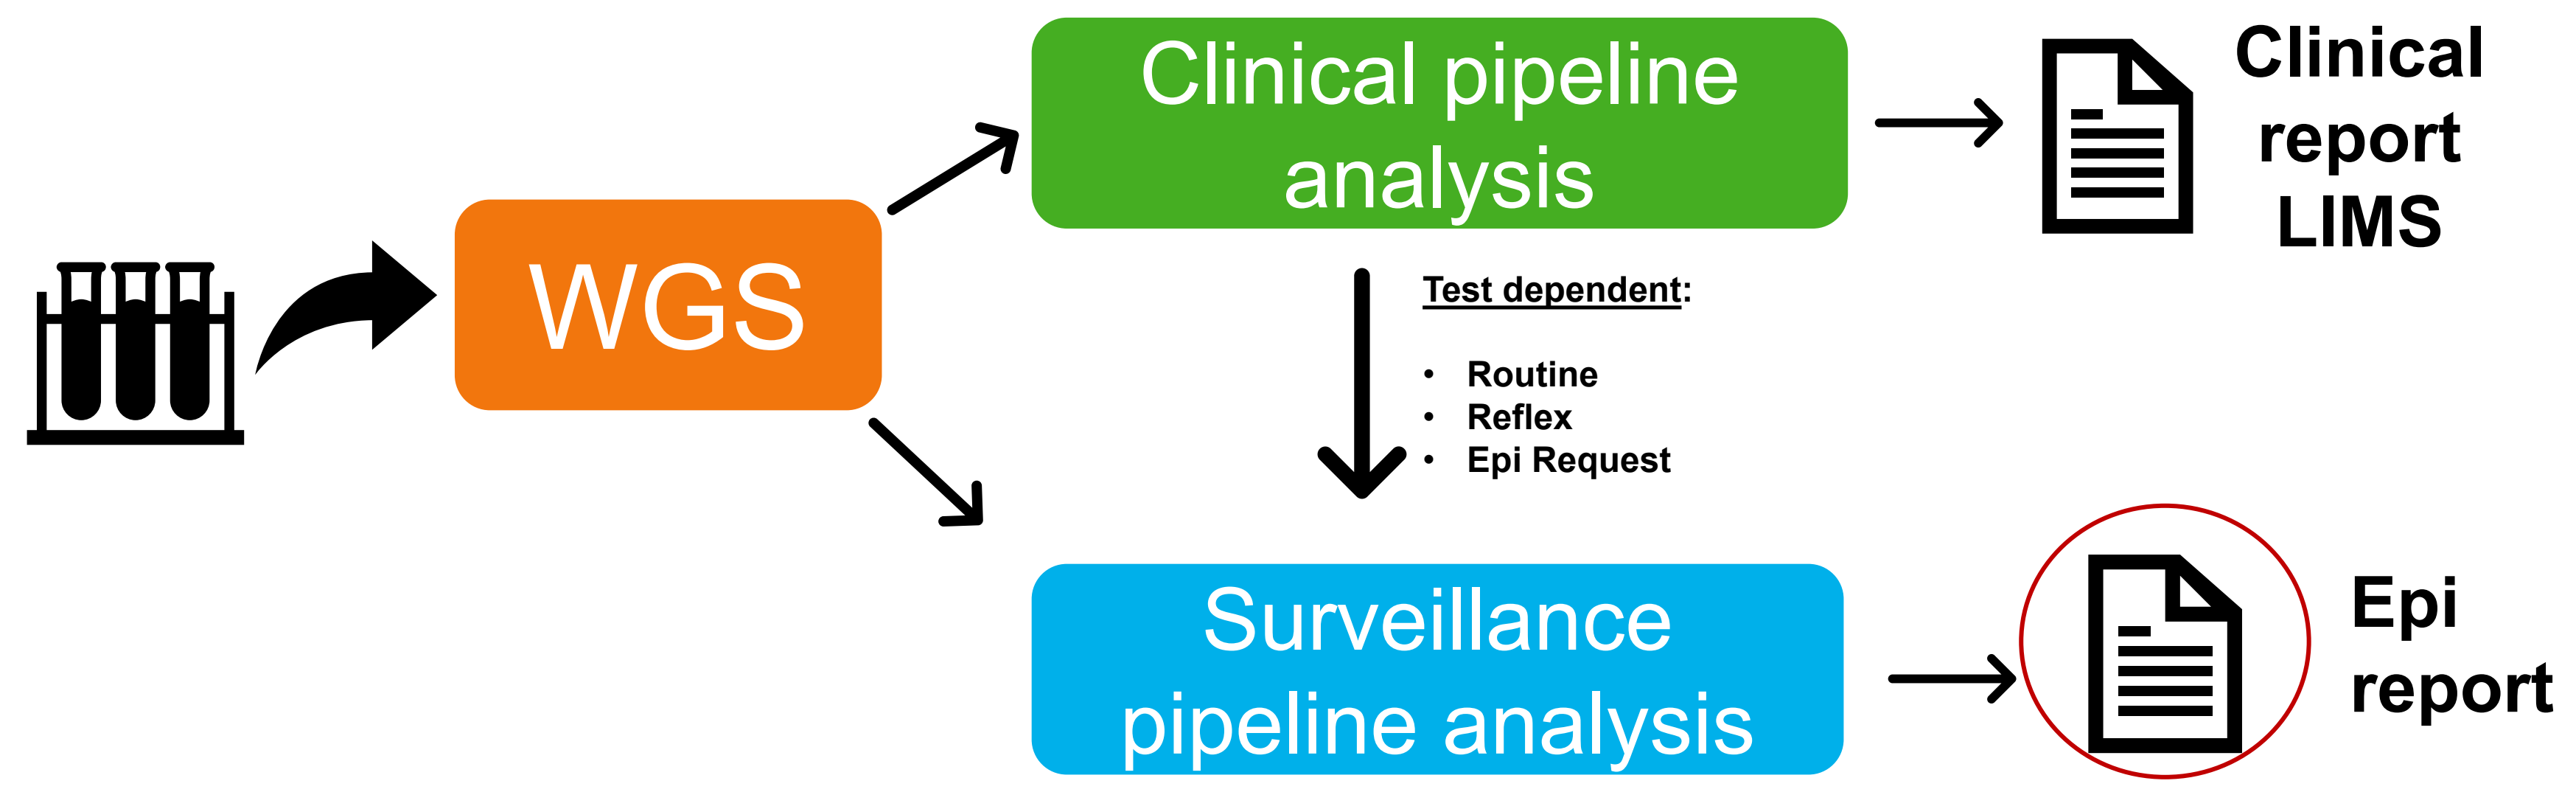 WGS
Clinical pipeline
analysis
Clinical
report
LIMS
Test dependent:
• Routine
• Reflex
• Epi Request
Surveillance
pipeline analysis
Epi
report